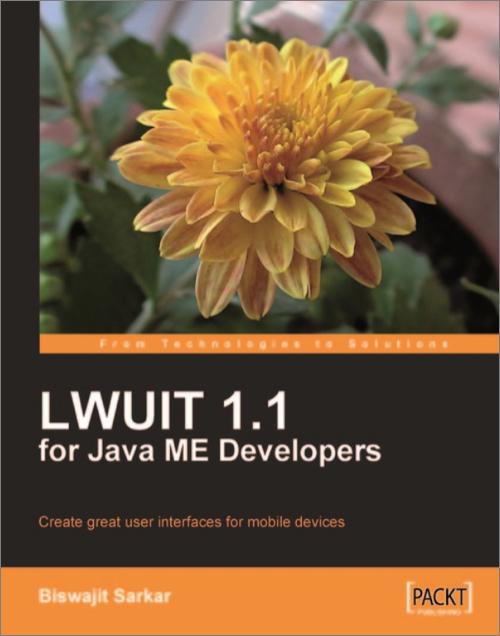 From Technologies to Solutions
LWUIT 1.1
for Java ME Developers
Create great user interfaces for mobile devices
Biswajit Sarkar
PACKT
PUBLISHING